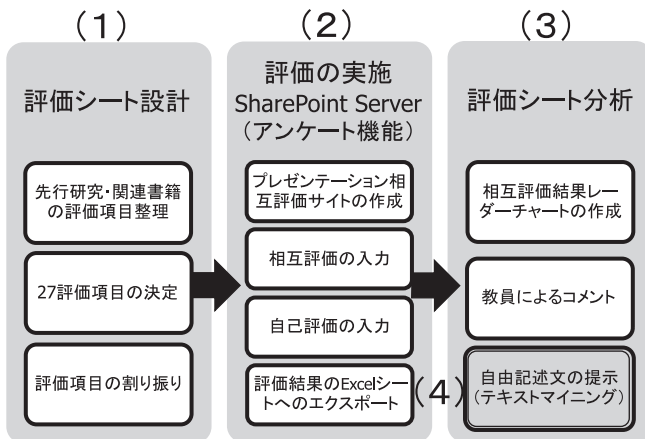 (1)
評価シート設計
先行研究・関連書籍
の評価項目整理
27評価項目の決定
評価項目の割り振り
(2)
評価の実施
SharePoint Server
(アンケート機能)
プレゼンテーション相
互評価サイトの作成
相互評価の入力
自己評価の入力
評価結果のExcelシー
トへのエクスポート
(3)
評価シート分析
相互評価結果レー
ダーチャートの作成
教員によるコメント
(4)
自由記述文の提示
(テキストマイニング)